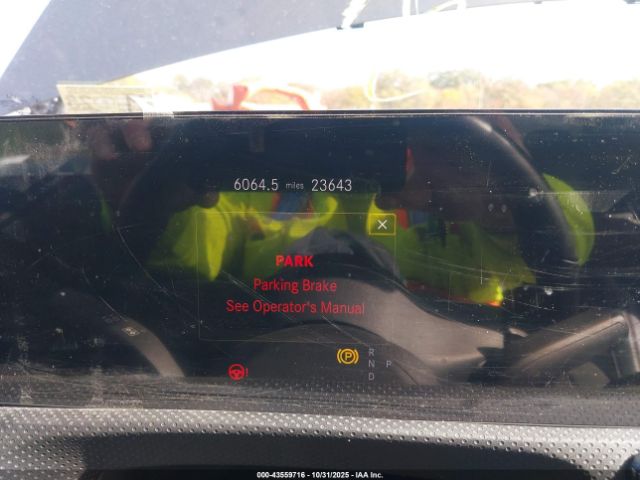 6064.5 miles 23643
PARK
Parking Brake
See Operator's Manual
P R
N P
D
!
000-43559716 - 10/31/2025 - IAA Inc.